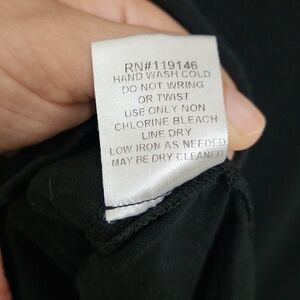 RN#119146
HAND WASH COLD
DO NOT WRING
OR TWIST
USE ONLY NON
CHLORINE BLEACH
LINE DRY
LOW IRON AS NEEDED
MAY BE DRY CLEANED